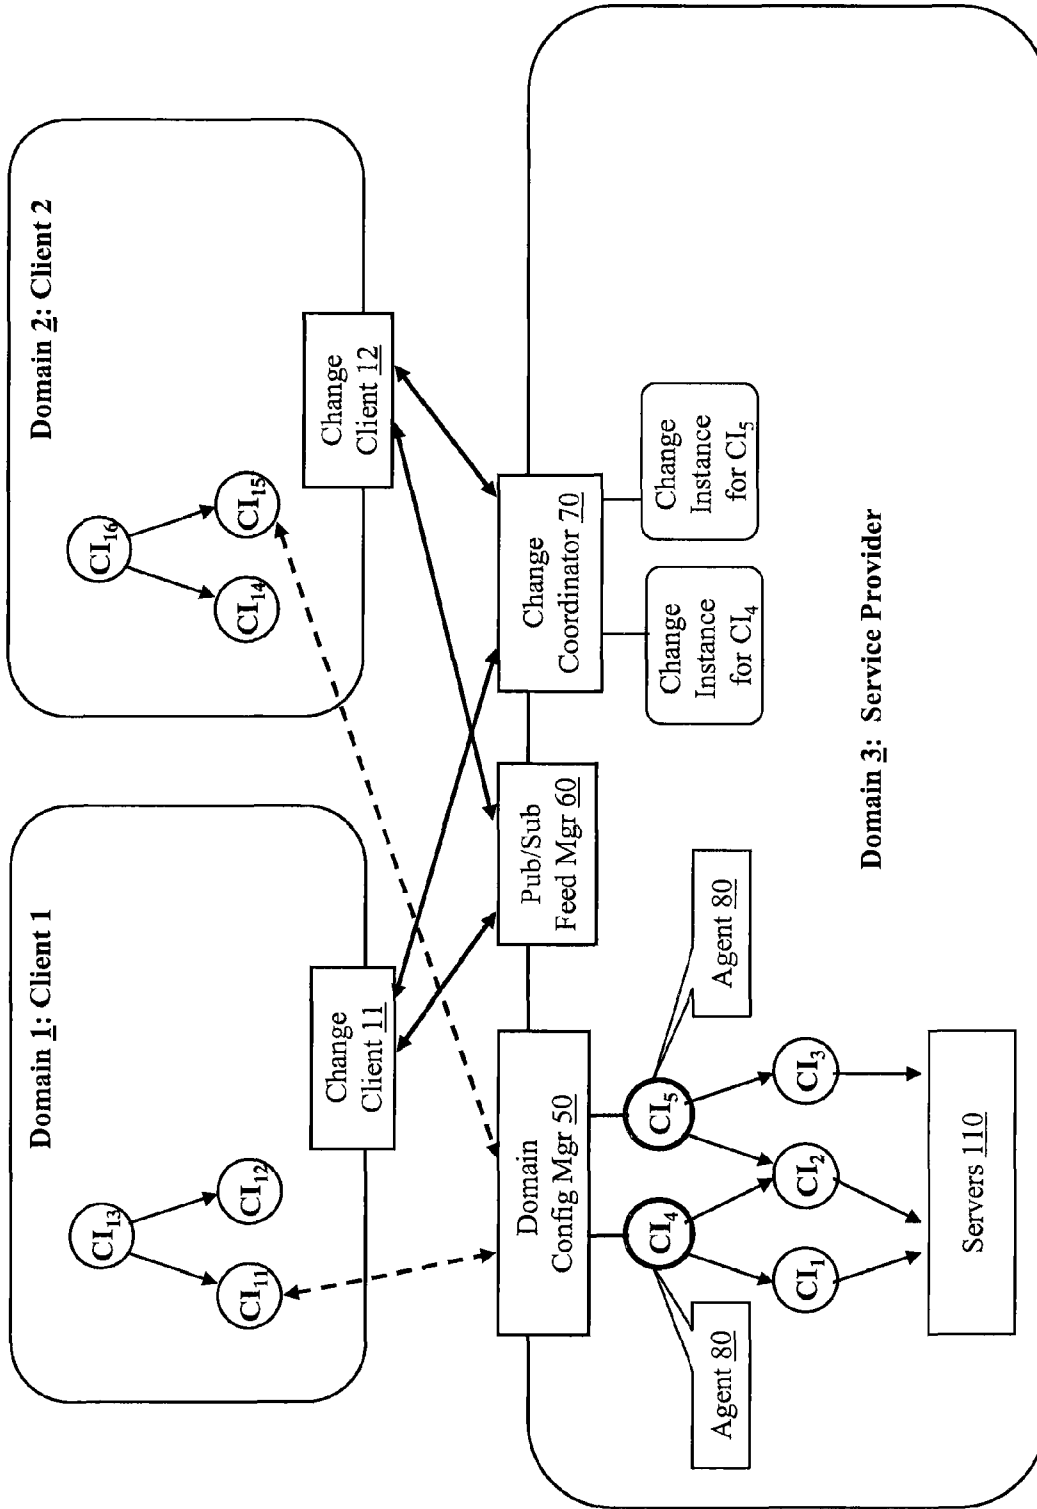 Domain 1: Client 1
CI₁₃
CI₁₁
CI₁₂
Change
Client 11
Domain 2: Client 2
CI₁₆
CI₁₄
CI₁₅
Change
Client 12
Domain
Config Mgr 50
Pub/Sub
Feed Mgr 60
Change
Coordinator 70
Agent 80
CI₄
CI₅
Agent 80
CI₁
CI₂
CI₃
Servers 110
Change
Instance
for CI₄
Change
Instance
for CI₅
Domain 3: Service Provider